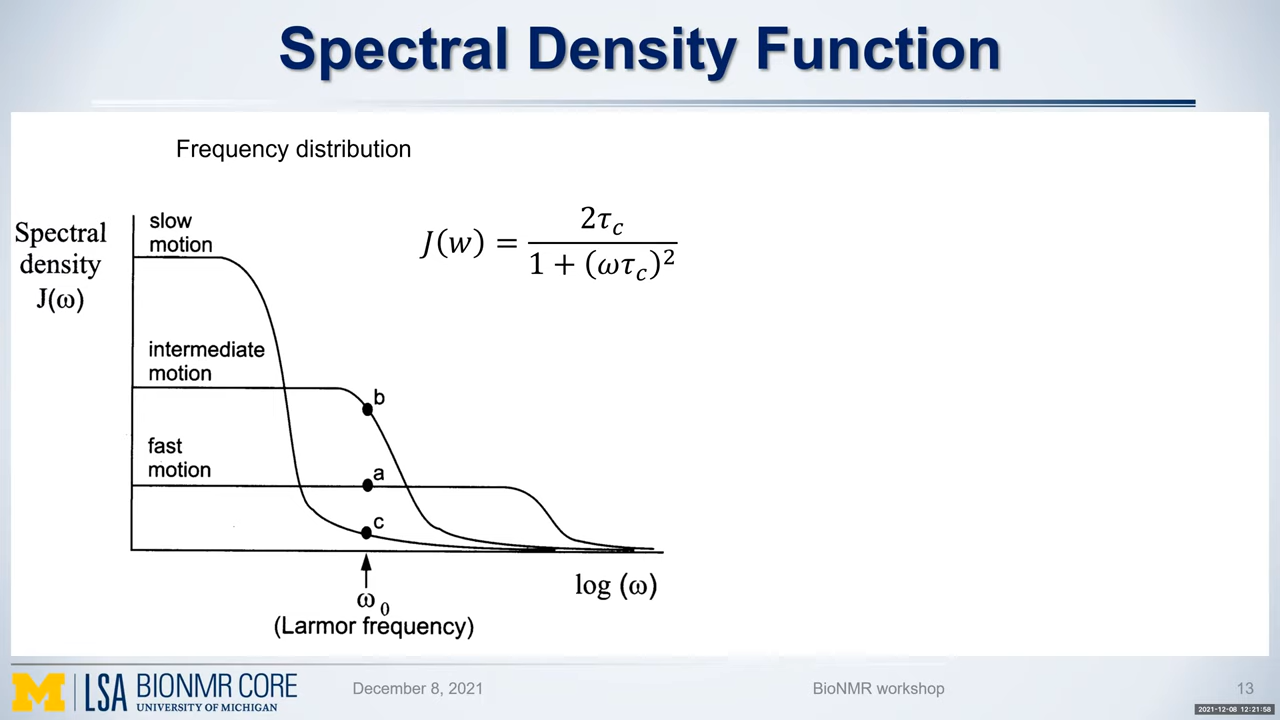 Spectral Density Function
Frequency distribution
Spectral
density
J(ω)
slow
motion
J(w) = 2τc / 1 + (ωτc)²
intermediate
motion
b
fast
motion
a
c
ω0
(Larmor frequency)
log (ω)
M LSA BIONMR CORE
UNIVERSITY OF MICHIGAN
December 8, 2021
BioNMR workshop
13
2021-12-08 12:21:58